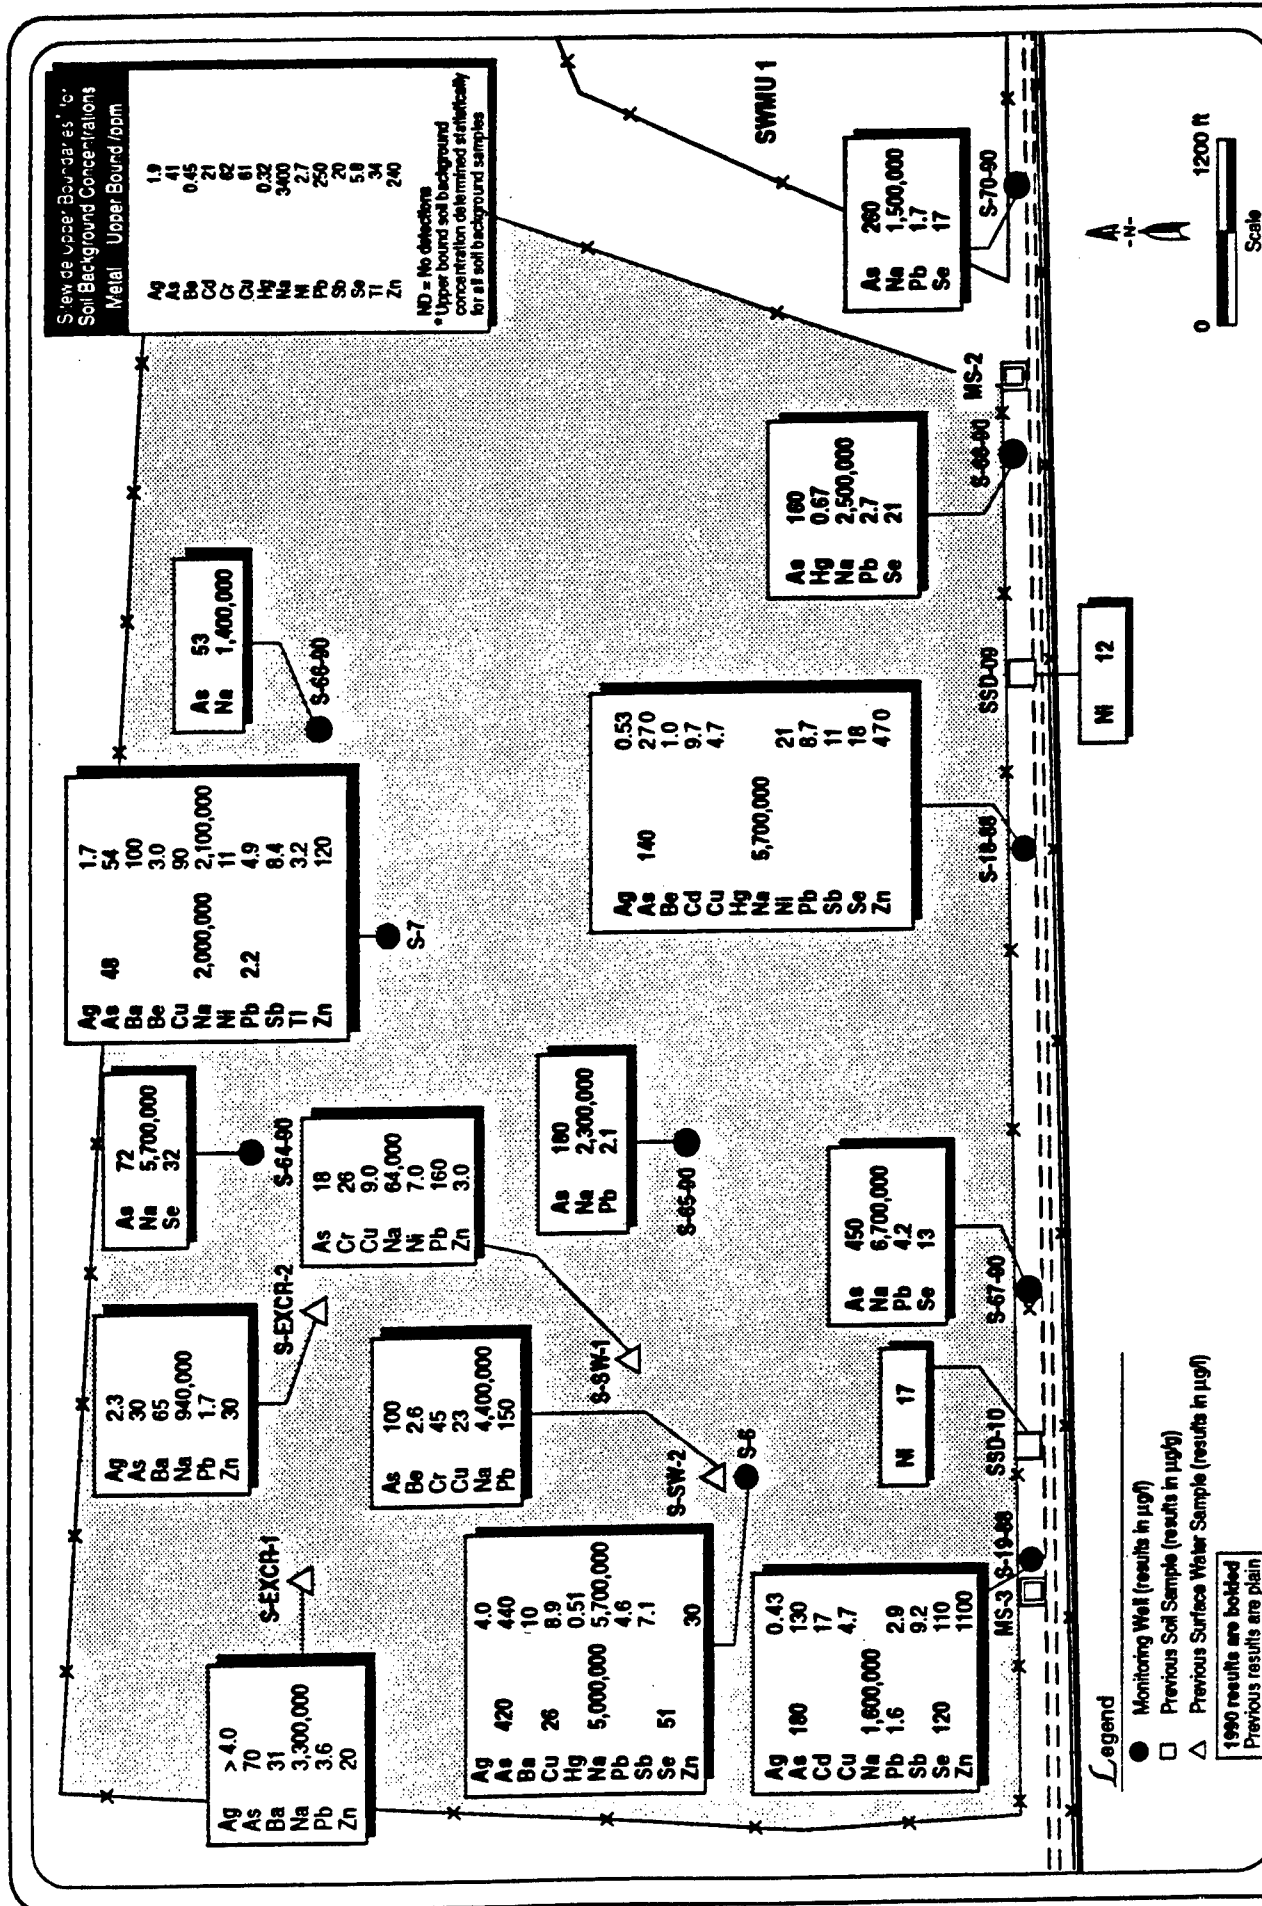 Soil Background Concentrations
Metal Upper Bound /ppm
Ag 1.9
As 41
Be 0.45
Cd 21
Cr 62
Cu 61
Hg 0.32
Na 3400
Ni 2.7
Pb 250
Sb 20
Se 5.8
Tl 34
Zn 240
ND = No detections
* Upper bound soil background
concentration determined statistically
for all soil background samples
SWMU 1
Ag > 4.0
As 70
Ba 31
Na 3,300,000
Pb 3.6
Zn 20
S-EXCR-1
Ag 2.3
As 30
Ba 65
Na 940,000
Pb 1.7
Zn 30
S-EXCR-2
As 72
Na 5,700,000
Se 32
S-64-90
Ag 1.7
As 48 54
Ba 100
Be 3.0
Cu 90
Na 2,000,000 2,100,000
Ni 11
Pb 2.2 4.9
Sb 8.4
Tl 3.2
Zn 120
S-7
As 53
Na 1,400,000
S-66-90
As 18
Cr 26
Cu 9.0
Na 64,000
Ni 7.0
Pb 160
Zn 3.0
S-SW-1
As 100
Be 2.6
Cr 45
Cu 23
Na 4,400,000
Pb 150
S-SW-2
Ag 4.0
As 420 440
Ba 10
Cu 26 8.9
Hg 0.51
Na 5,000,000 5,700,000
Pb 4.6
Sb 7.1
Se 51
Zn 30
S-6
As 180
Na 2,300,000
Pb 2.1
S-65-90
Ag 0.53
As 140 270
Be 1.0
Cd 9.7
Cu 4.7
Hg
Na 5,700,000
Ni 21
Pb 8.7
Sb 11
Se 18
Zn 470
S-18-88
As 160
Hg 0.67
Na 2,500,000
Pb 2.7
Se 21
MS-2
As 260
Na 1,500,000
Pb 1.7
Se 17
S-70-90
Ag 0.43
As 180 130
Cd 17
Cu 4.7
Na 1,600,000
Pb 1.6 2.9
Sb 9.2
Se 120 110
Zn 1100
MS-3 S-19-88
Ni 17
SSD-10
As 450
Na 6,700,000
Pb 4.2
Se 13
S-67-90
SSD-09
Ni 12
Legend
Monitoring Well (results in µg/l)
Previous Soil Sample (results in µg/g)
Previous Surface Water Sample (results in µg/l)
1990 results are bolded
Previous results are plain
-N-
0 1200 ft
Scale